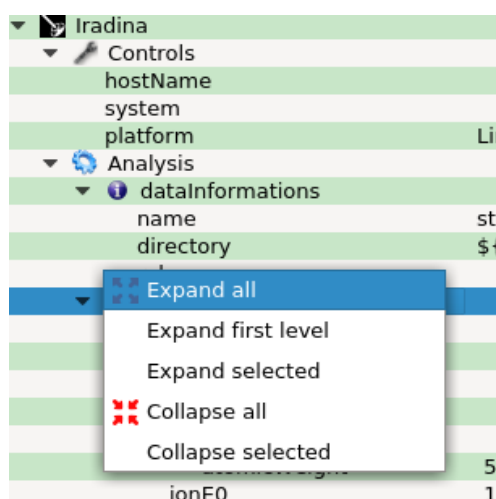 Iradina
Controls
hostName
system
platform Li
Analysis
dataInformations
name st
directory ${
Expand all
Expand first level
Expand selected
Collapse all
Collapse selected
5
ionE0 1